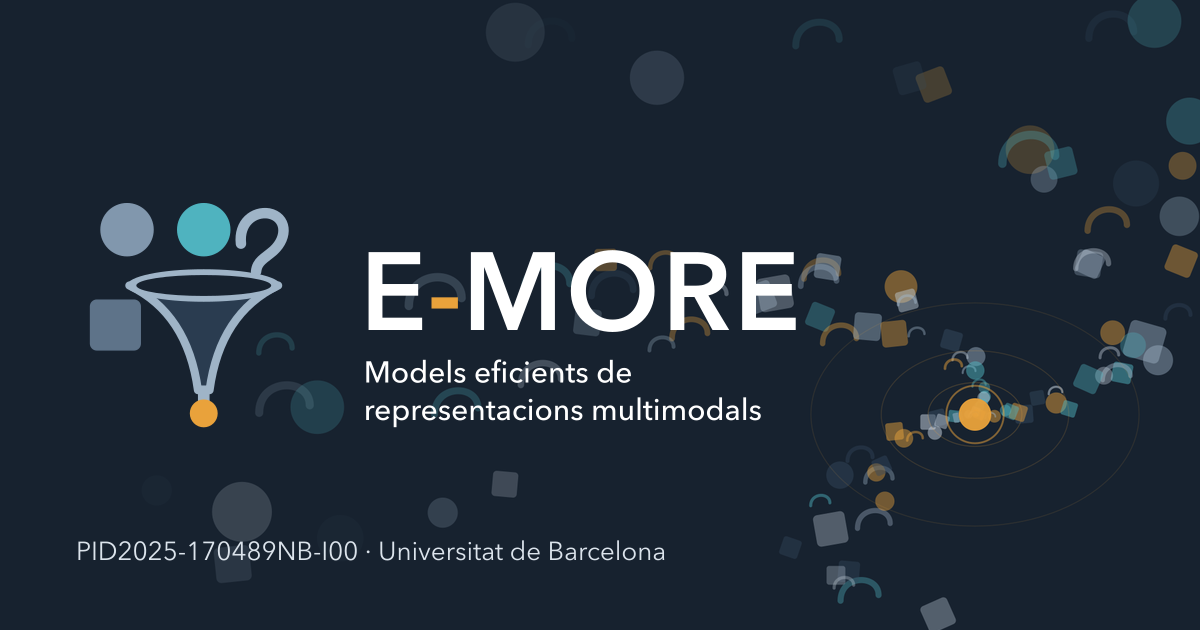 E-MORE
Models eficients de
representacions multimodals
PID2025-170489NB-I00 · Universitat de Barcelona